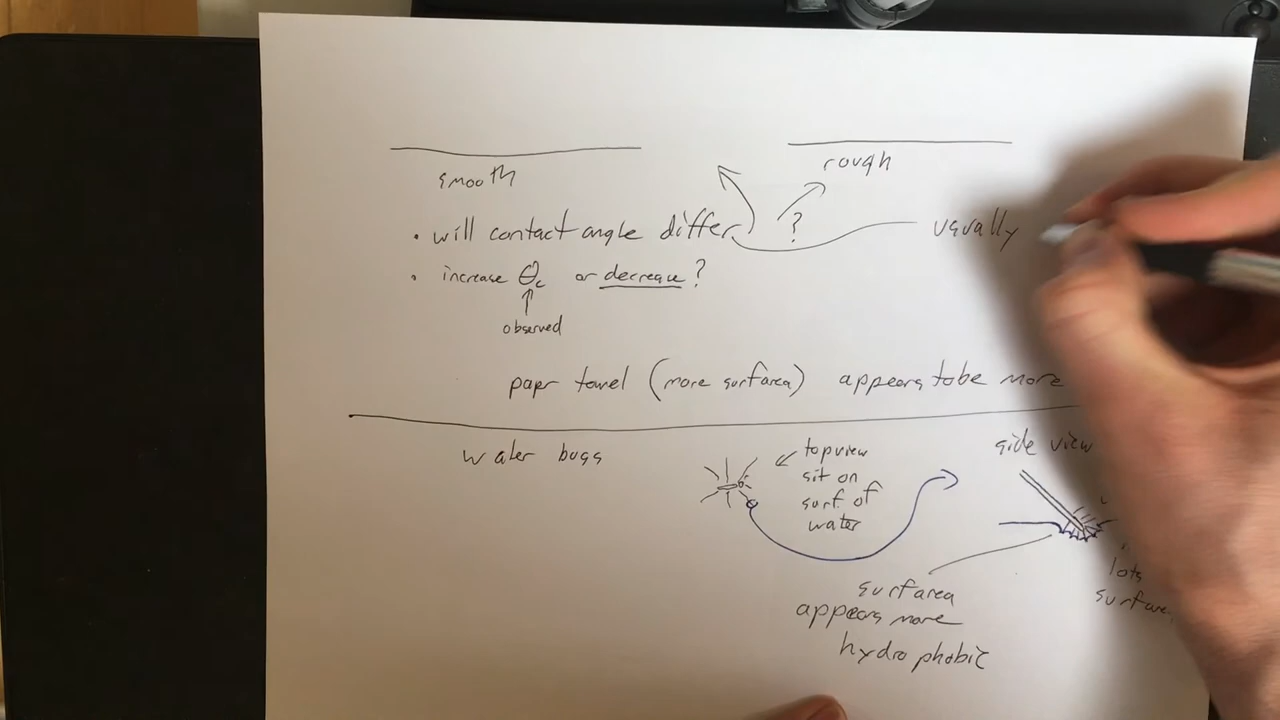 smooth
rough
• will contact angle differ ? usually
• increase θc or decrease?
observed
paper towel (more surfarea) appears to be more
water bugs
top view
sit on
surf. of
water
side view
lots
surfarea
surfarea
appears more
hydrophobic